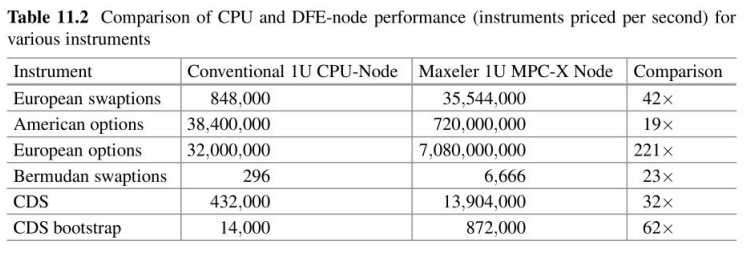 Table 11.2 Comparison of CPU and DFE-node performance (instruments priced per second) for
various instruments
Instrument Conventional 1U CPU-Node Maxeler 1U MPC-X Node Comparison
European swaptions 848,000 35,544,000 42×
American options 38,400,000 720,000,000 19×
European options 32,000,000 7,080,000,000 221×
Bermudan swaptions 296 6,666 23×
CDS 432,000 13,904,000 32×
CDS bootstrap 14,000 872,000 62×